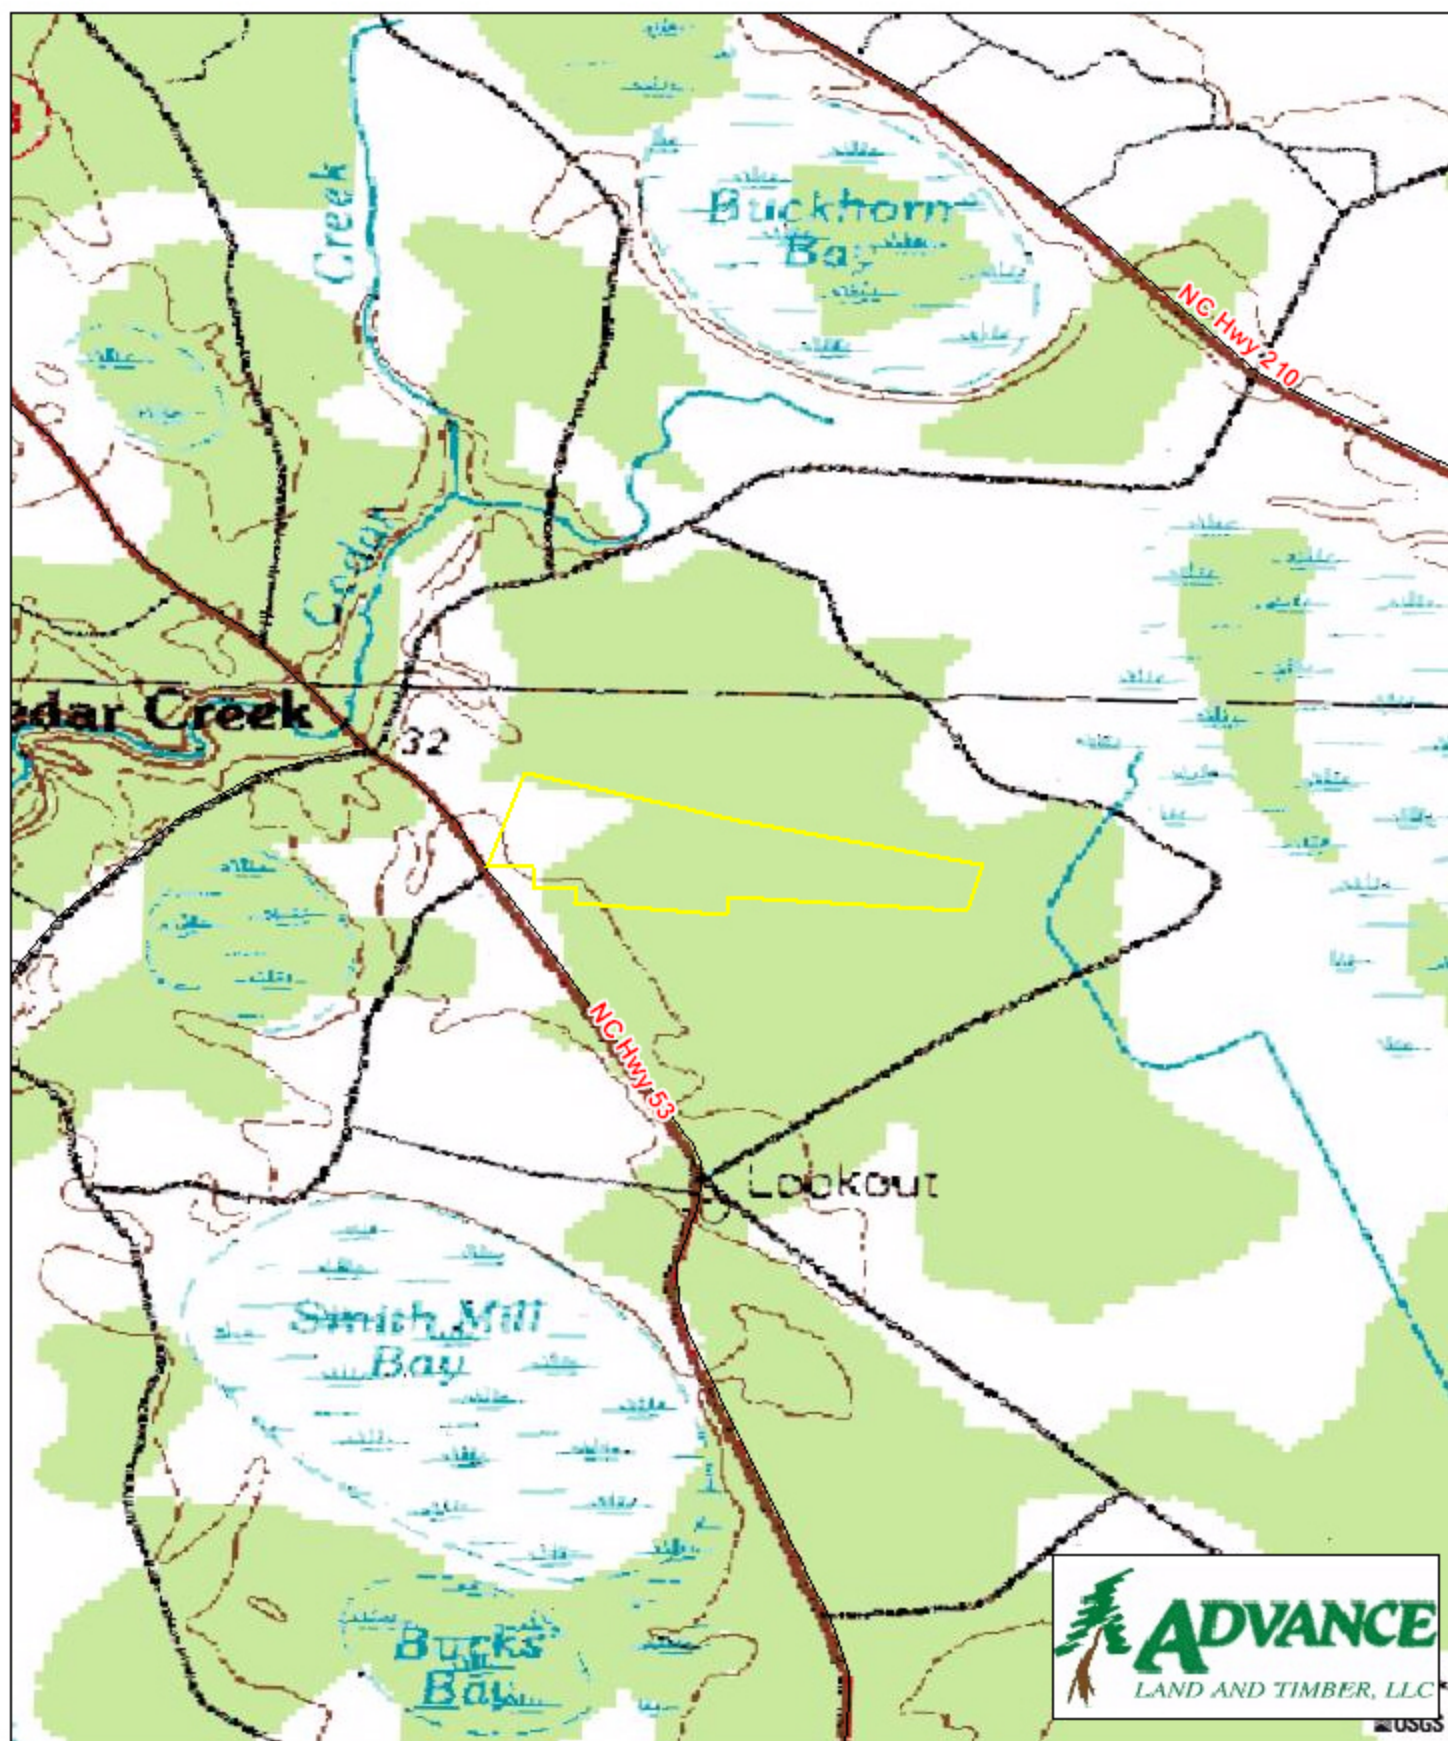 Creek
Buckhorn
Bay
NC Hwy 210
Cedar
edar Creek
32
NC Hwy 53
Lookout
Smith Mill
Bay
Bucks
Bay
ADVANCE
LAND AND TIMBER, LLC
USGS